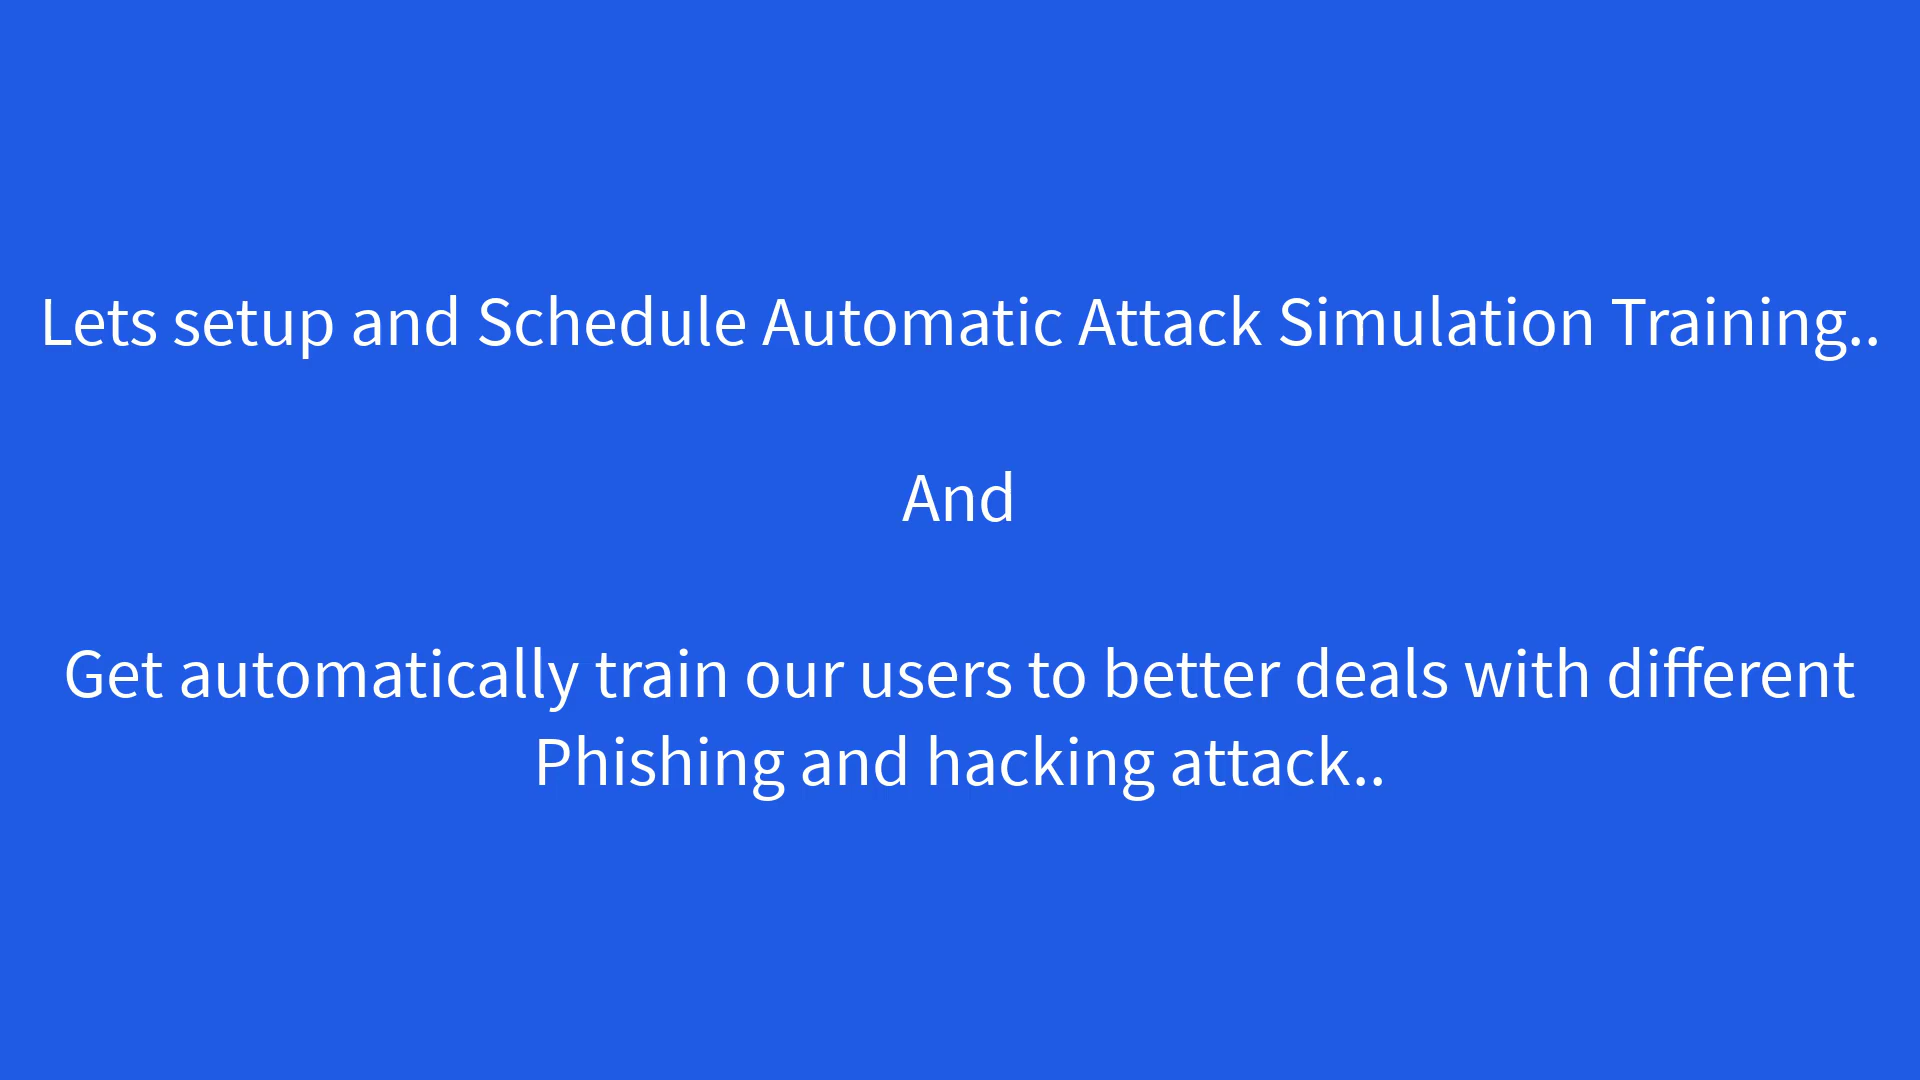 Lets setup and Schedule Automatic Attack Simulation Training..
And
Get automatically train our users to better deals with different
Phishing and hacking attack..